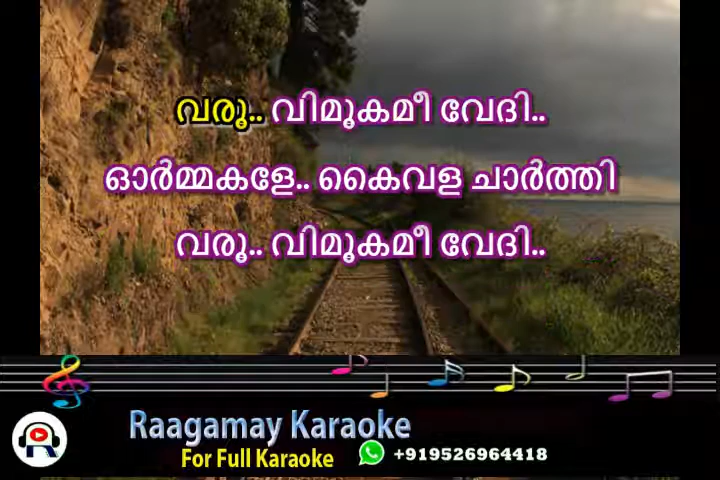 വരൂ.. വിമൂകമീ വേദി..
ഓർമ്മകളേ.. കൈവള ചാർത്തി
വരൂ.. വിമൂകമീ വേദി..
Raagamay Karaoke
For Full Karaoke +919526964418